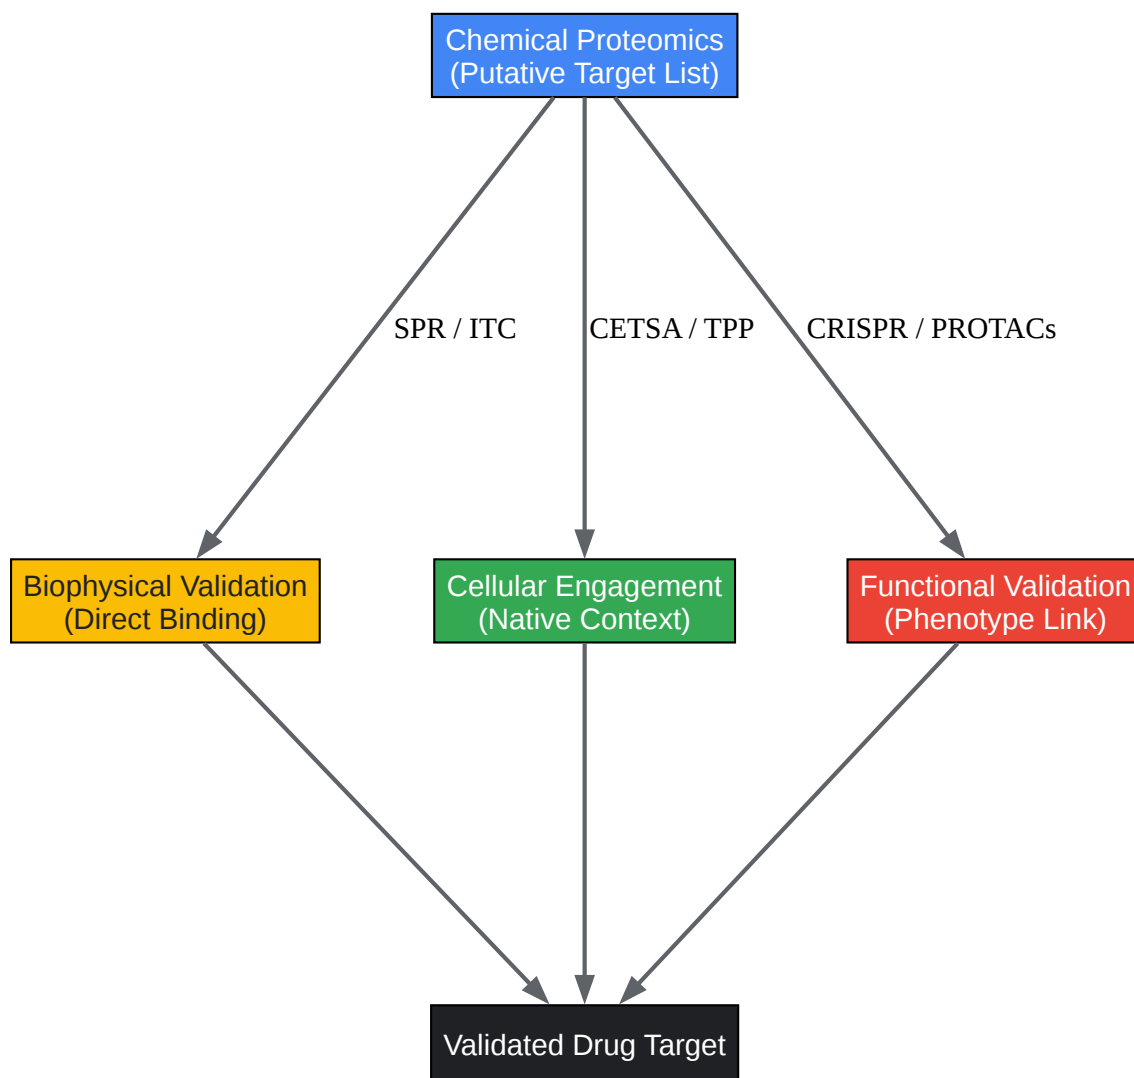 Chemical Proteomics
(Putative Target List)
SPR / ITC
CETSA / TPP
CRISPR / PROTACs
Biophysical Validation
(Direct Binding)
Cellular Engagement
(Native Context)
Functional Validation
(Phenotype Link)
Validated Drug Target